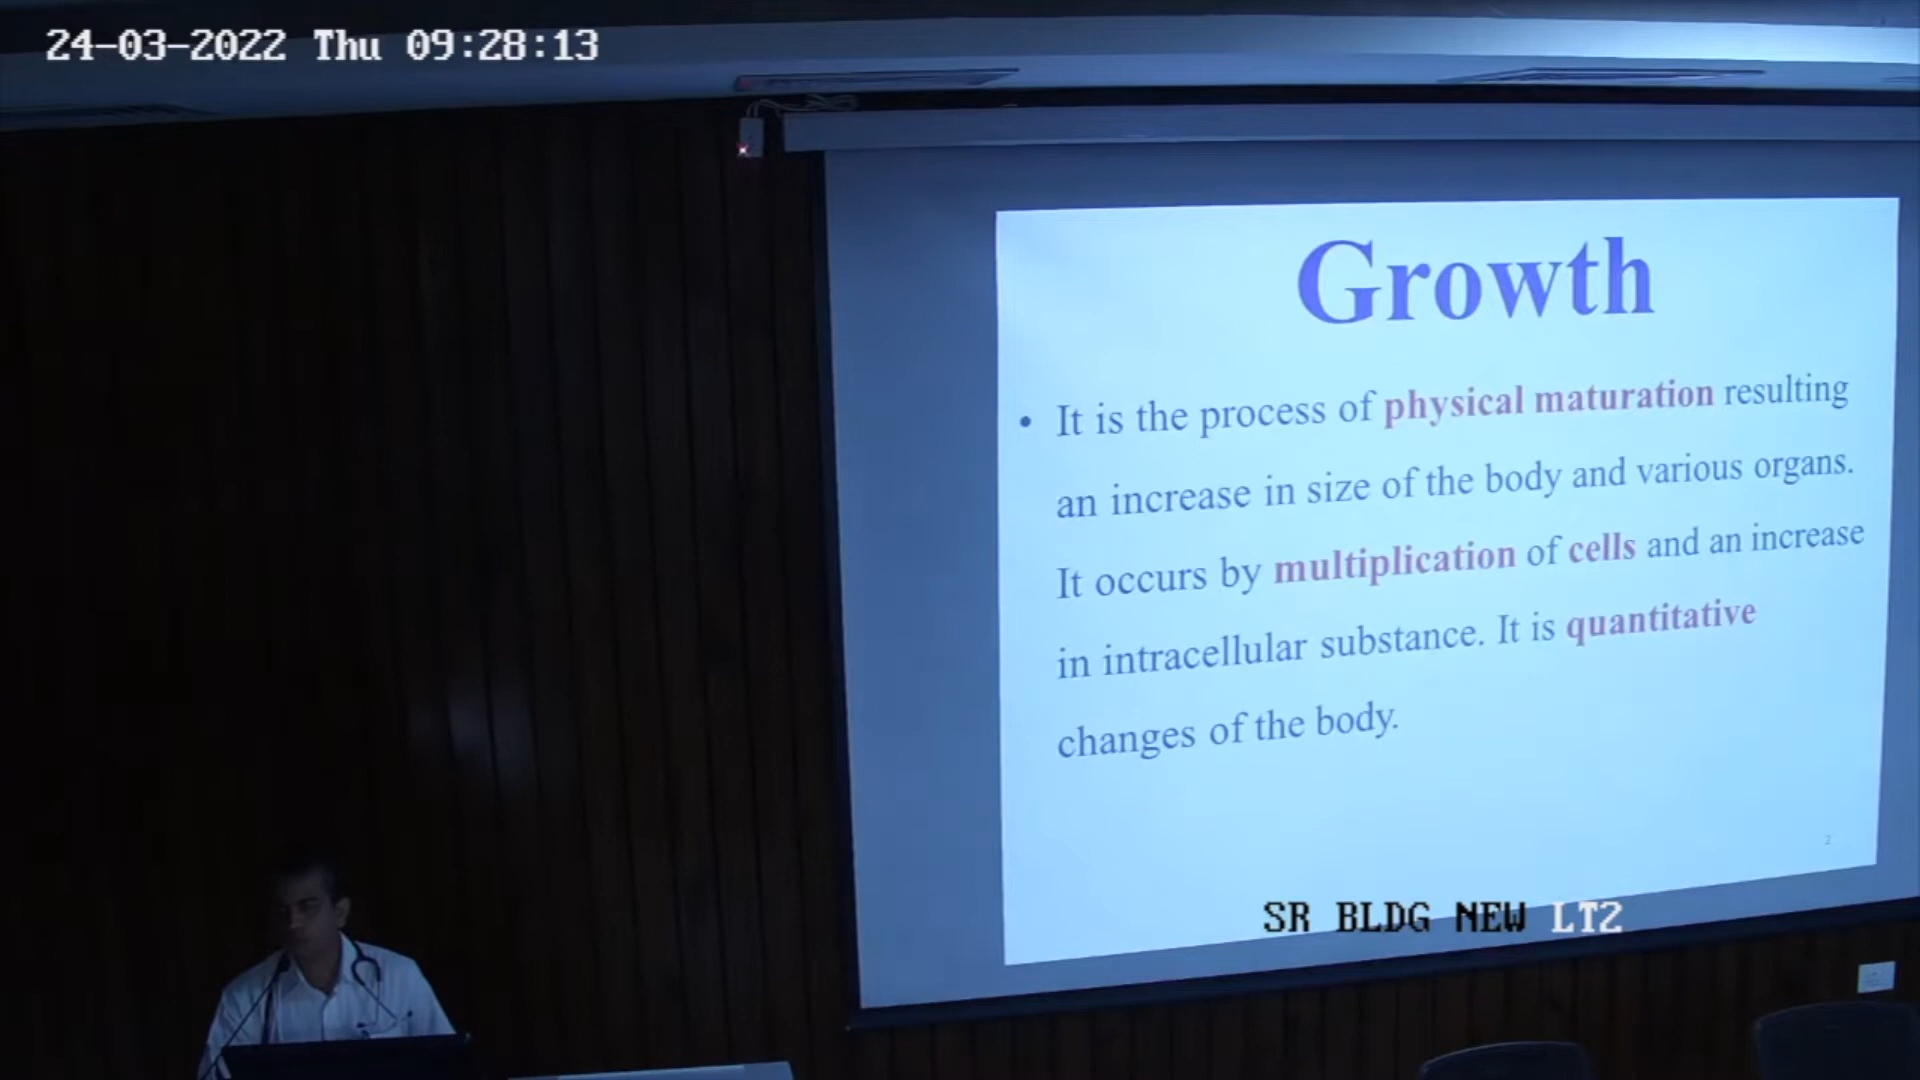 24-03-2022 Thu 09:28:13
Growth
• It is the process of physical maturation resulting
an increase in size of the body and various organs.
It occurs by multiplication of cells and an increase
in intracellular substance. It is quantitative
changes of the body.
2
SR BLDG NEW LT2